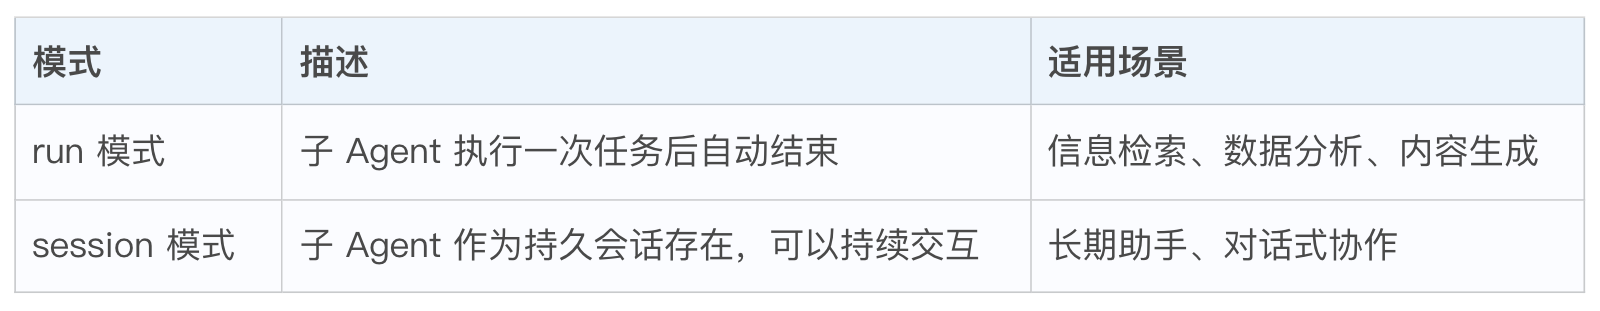 模式 描述 适用场景
run 模式 子 Agent 执行一次任务后自动结束 信息检索、数据分析、内容生成
session 模式 子 Agent 作为持久会话存在，可以持续交互 长期助手、对话式协作